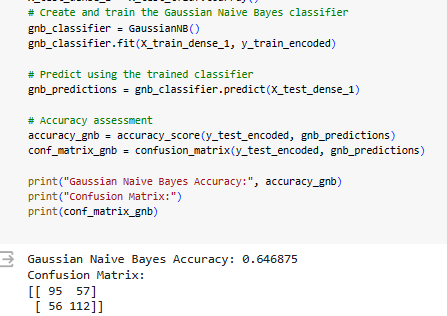 # Create and train the Gaussian Naive Bayes classifier
gnb_classifier = GaussianNB()
gnb_classifier.fit(X_train_dense_1, y_train_encoded)
# Predict using the trained classifier
gnb_predictions = gnb_classifier.predict(X_test_dense_1)
# Accuracy assessment
accuracy_gnb = accuracy_score(y_test_encoded, gnb_predictions)
conf_matrix_gnb = confusion_matrix(y_test_encoded, gnb_predictions)
print("Gaussian Naive Bayes Accuracy:", accuracy_gnb)
print("Confusion Matrix:")
print(conf_matrix_gnb)
Gaussian Naive Bayes Accuracy: 0.646875
Confusion Matrix:
[[ 95  57]
 [ 56 112]]